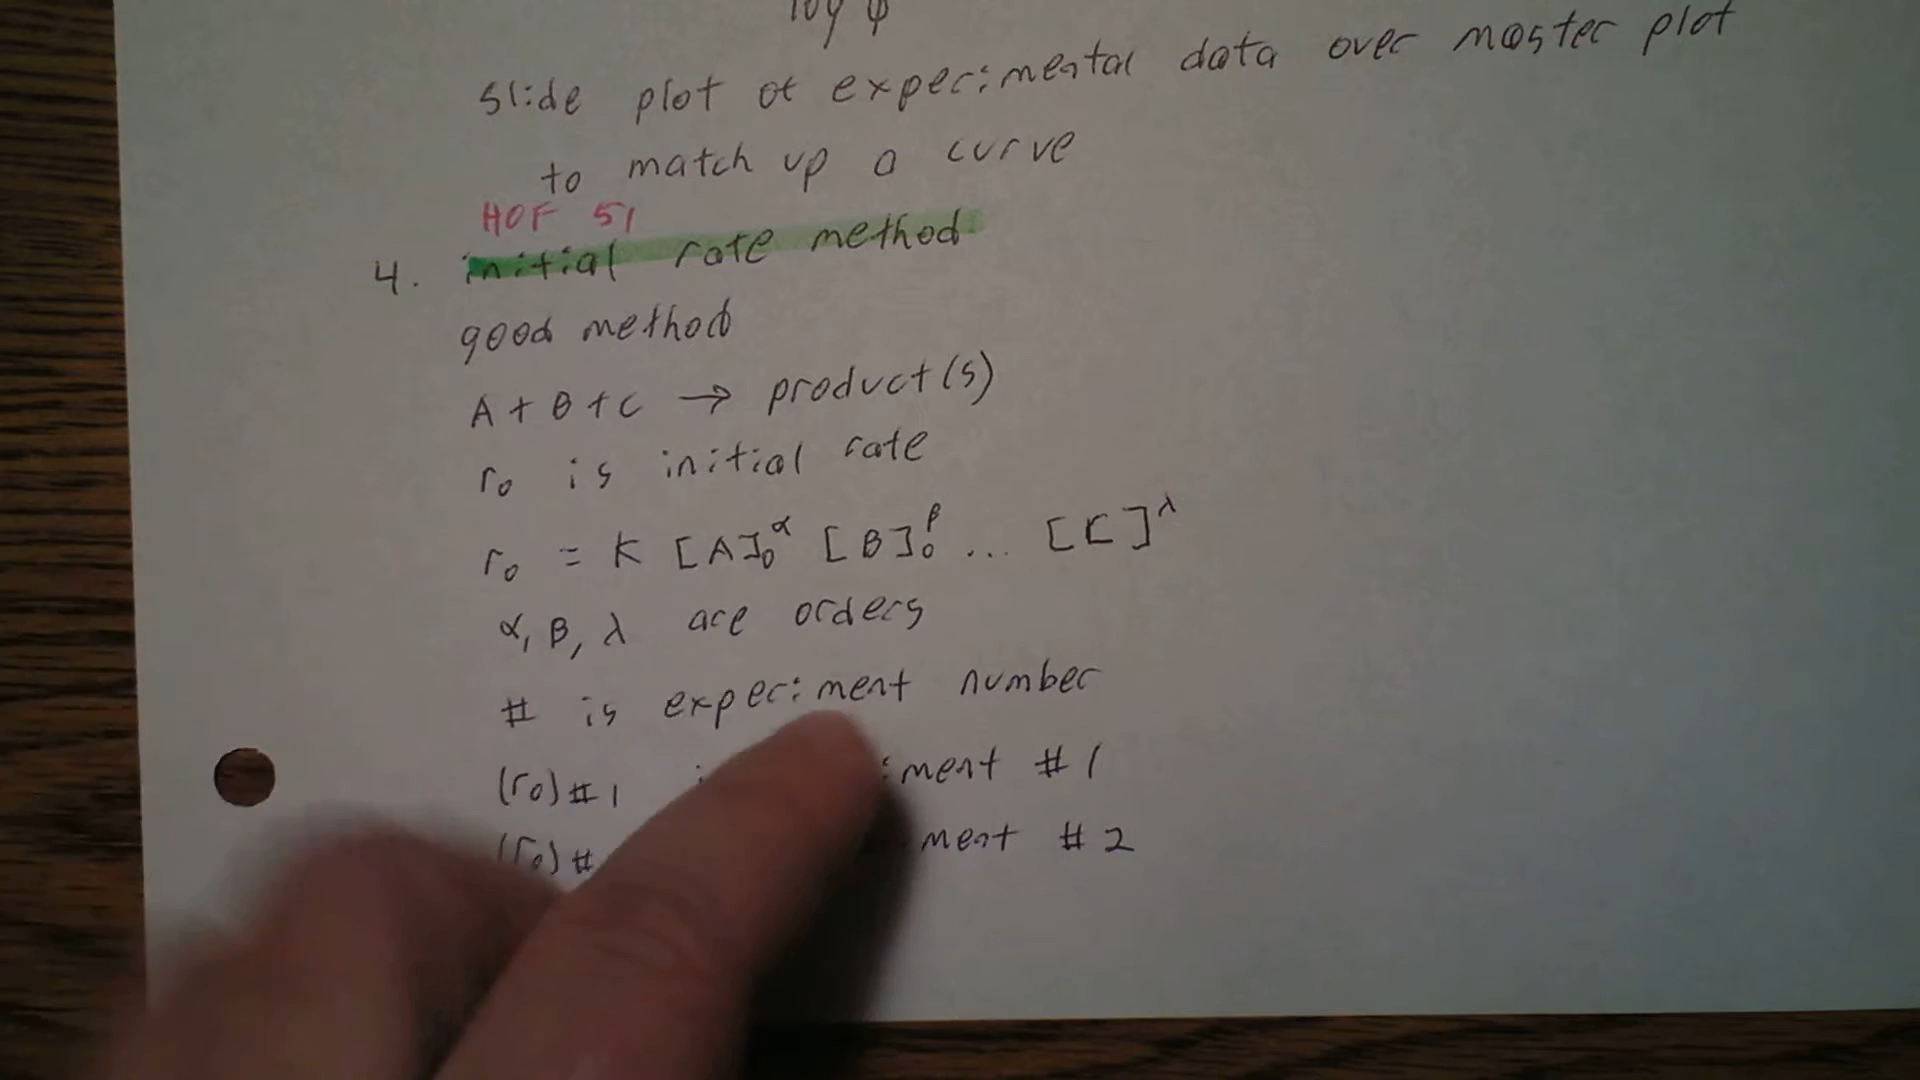 slide plot of experimental data over master plot
to match up a curve
HOF 51
4. initial rate method
good method
A + B + C → product(s)
r₀ is initial rate
r₀ = K [A]₀^α [B]₀^β ... [C]^λ
α, β, λ are orders
# is experiment number
(r₀)#1 #1
(r₀)# #2